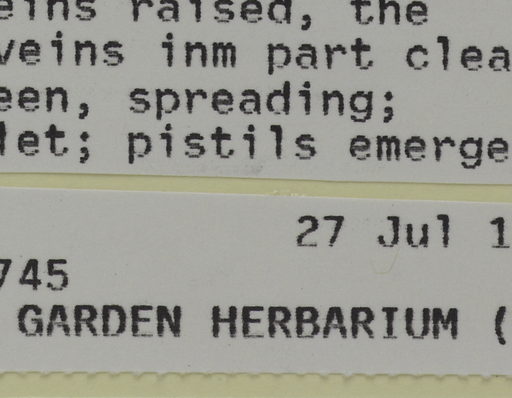 eins raised, the
veins inm part clea
een, spreading;
let; pistils emerge
27 Jul 1
745
GARDEN HERBARIUM (